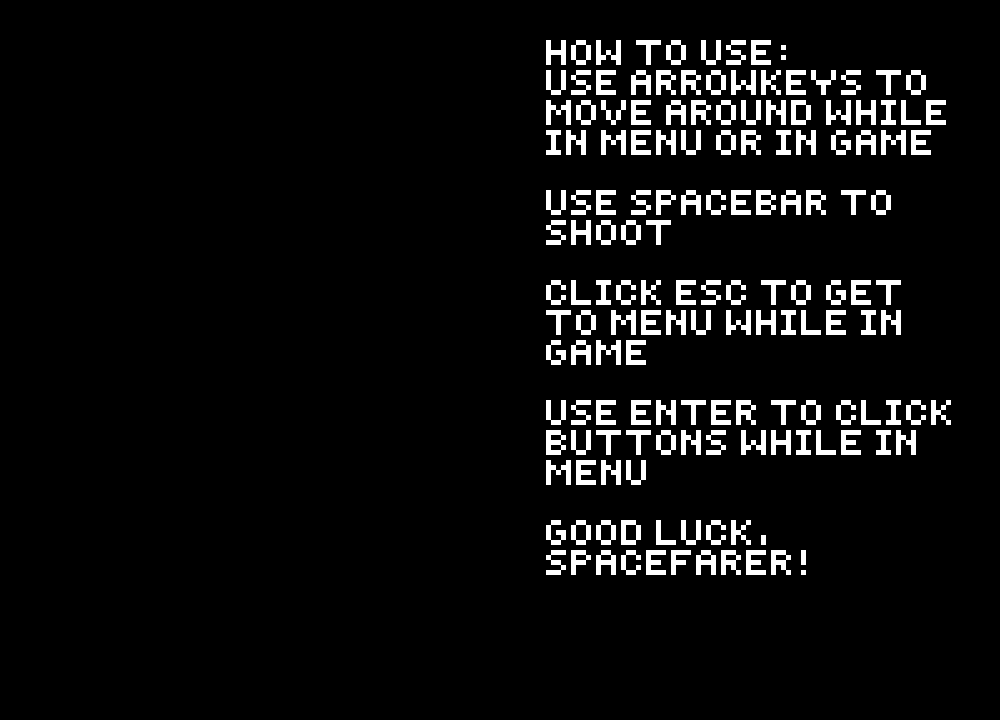 HOW TO USE:
USE ARROWKEYS TO
MOVE AROUND WHILE
IN MENU OR IN GAME
USE SPACEBAR TO
SHOOT
CLICK ESC TO GET
TO MENU WHILE IN
GAME
USE ENTER TO CLICK
BUTTONS WHILE IN
MENU
GOOD LUCK,
SPACEFARER!